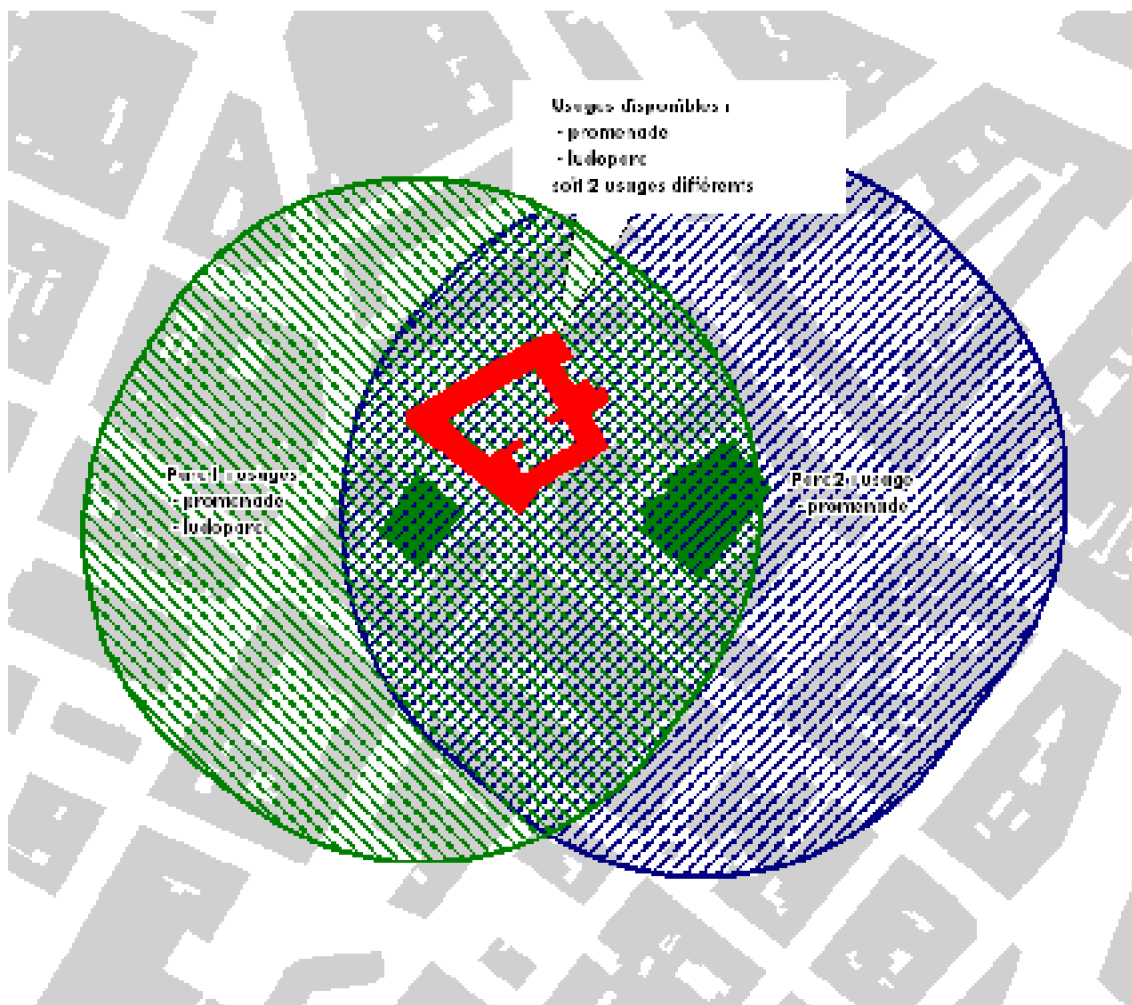 Usages disponibles :
- promenade
- ludoparc
soit 2 usages différents
Parc 1 : usages
- promenade
- ludoparc
Parc 2 : usage
- promenade